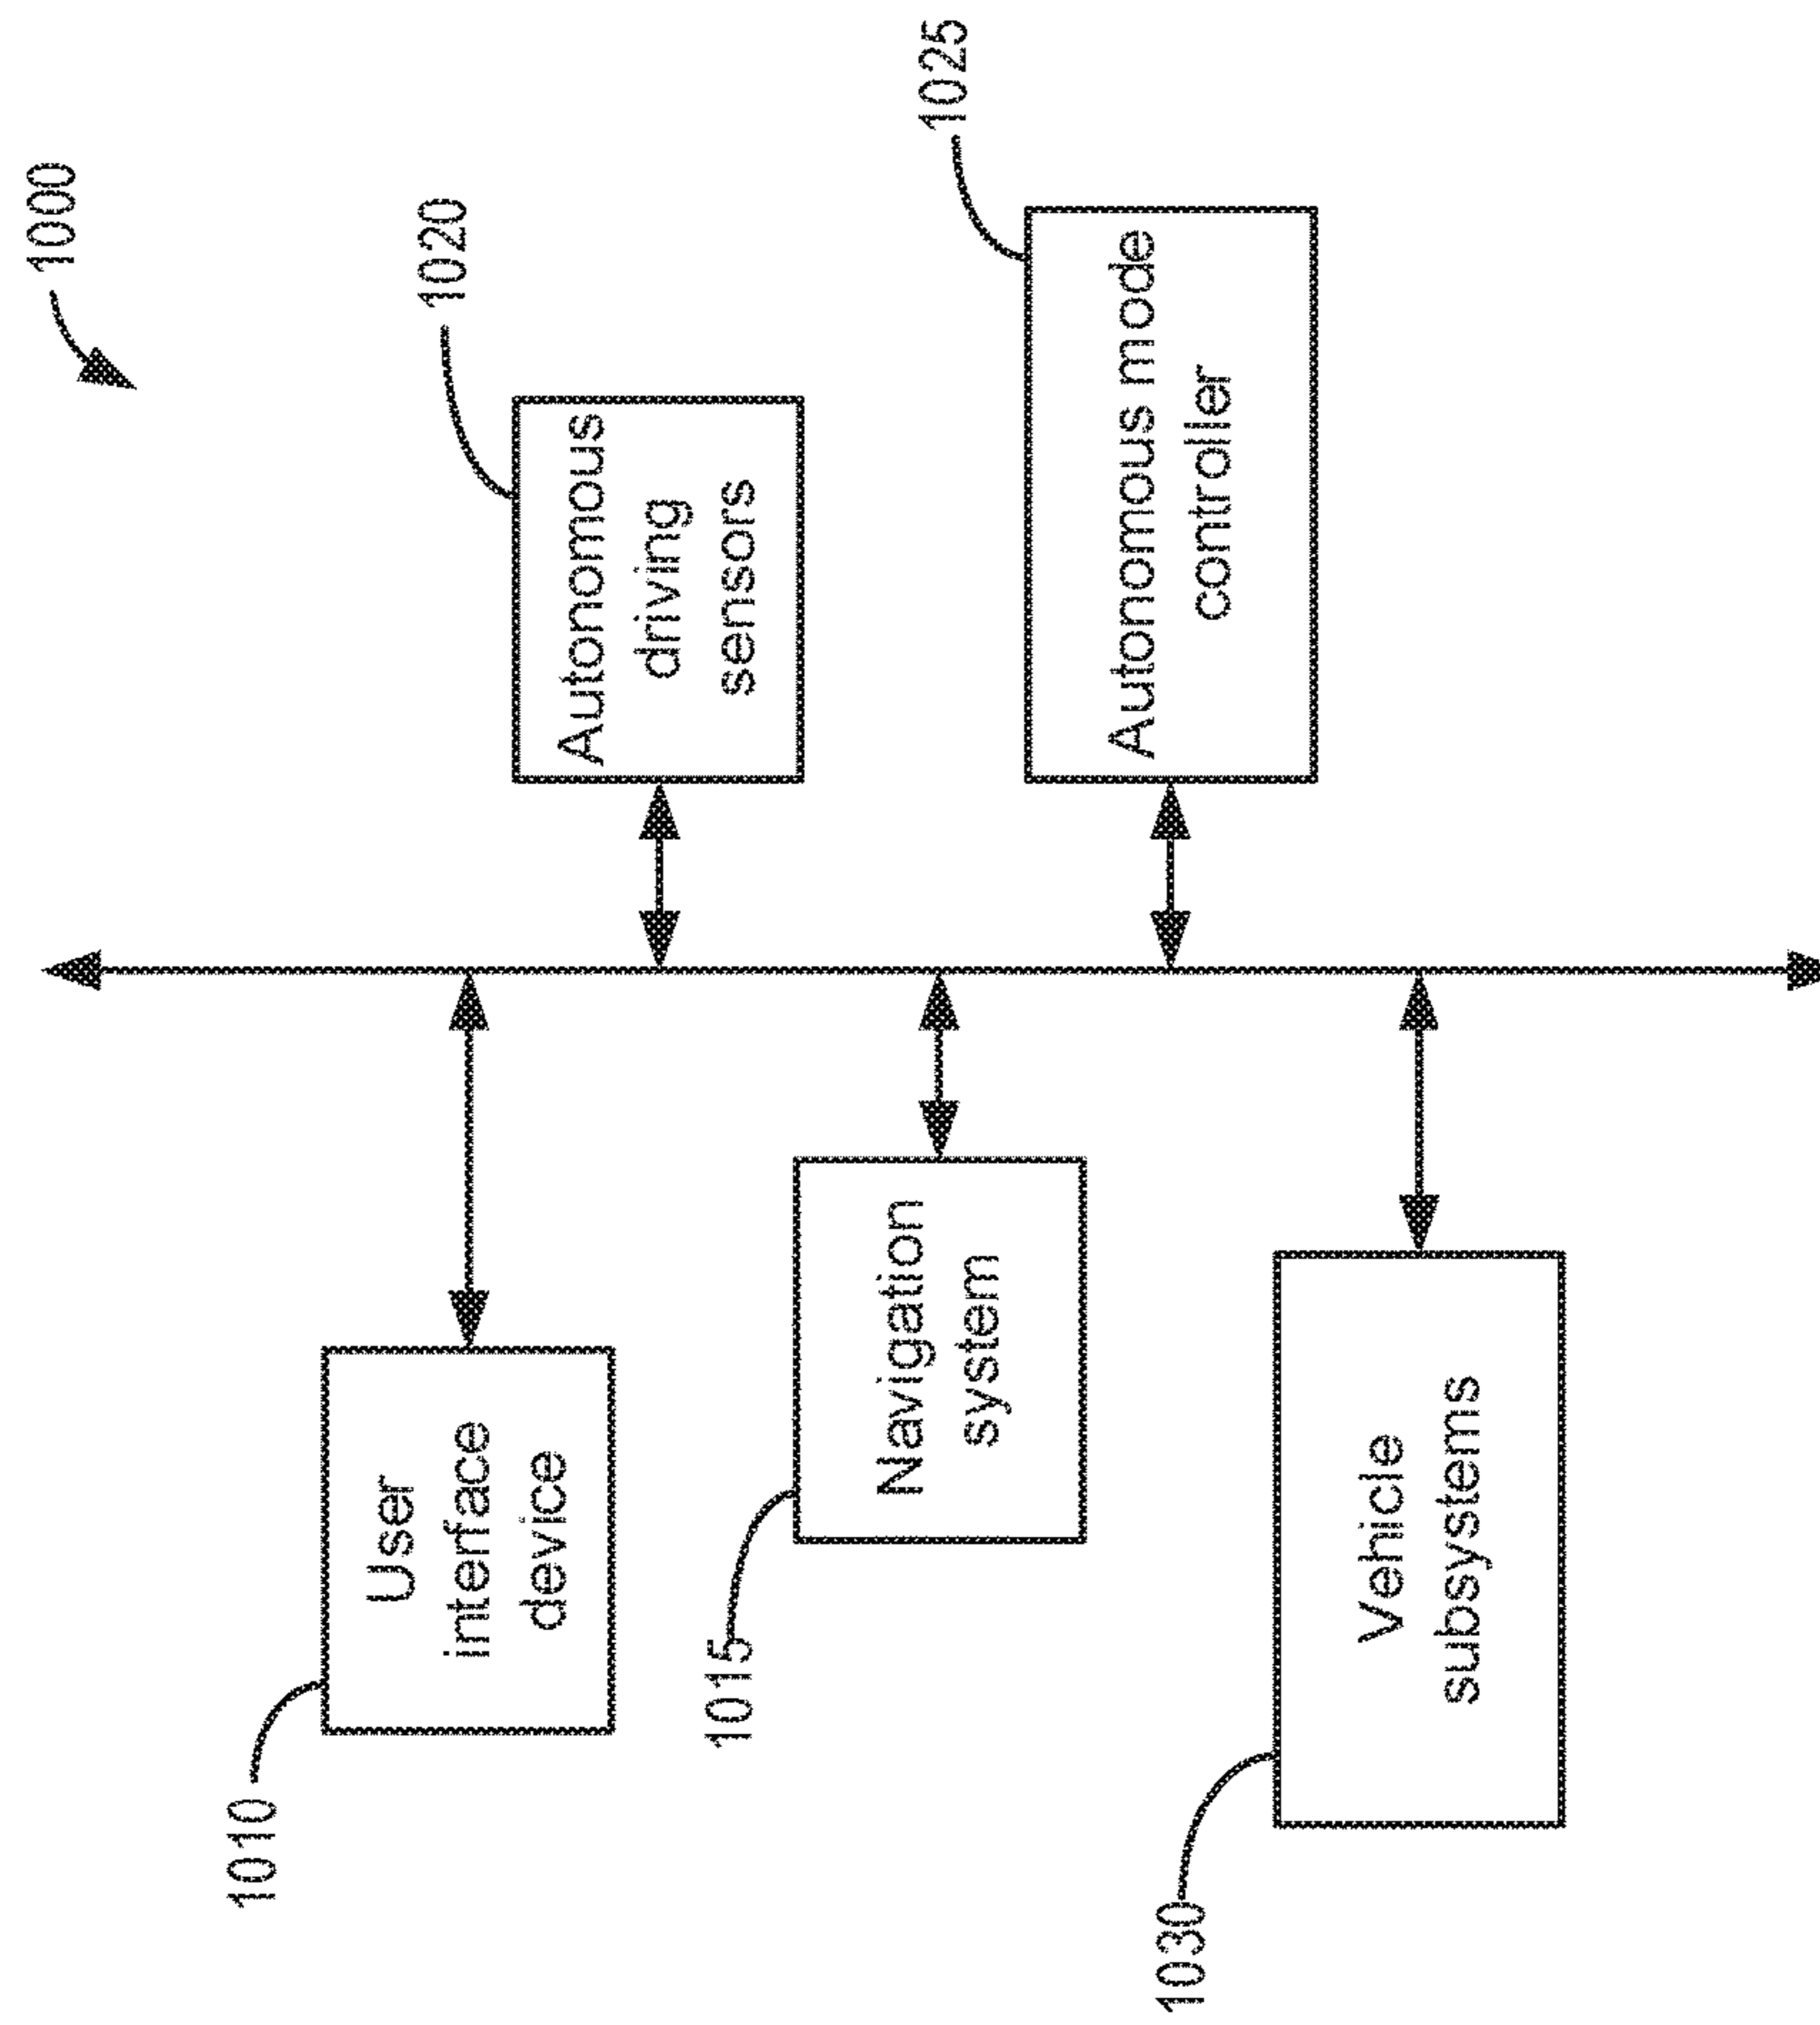 1000
1010
User
interface
device
1020
Autonomous
driving
sensors
1015
Navigation
system
1025
Autonomous mode
controller
1030
Vehicle
subsystems